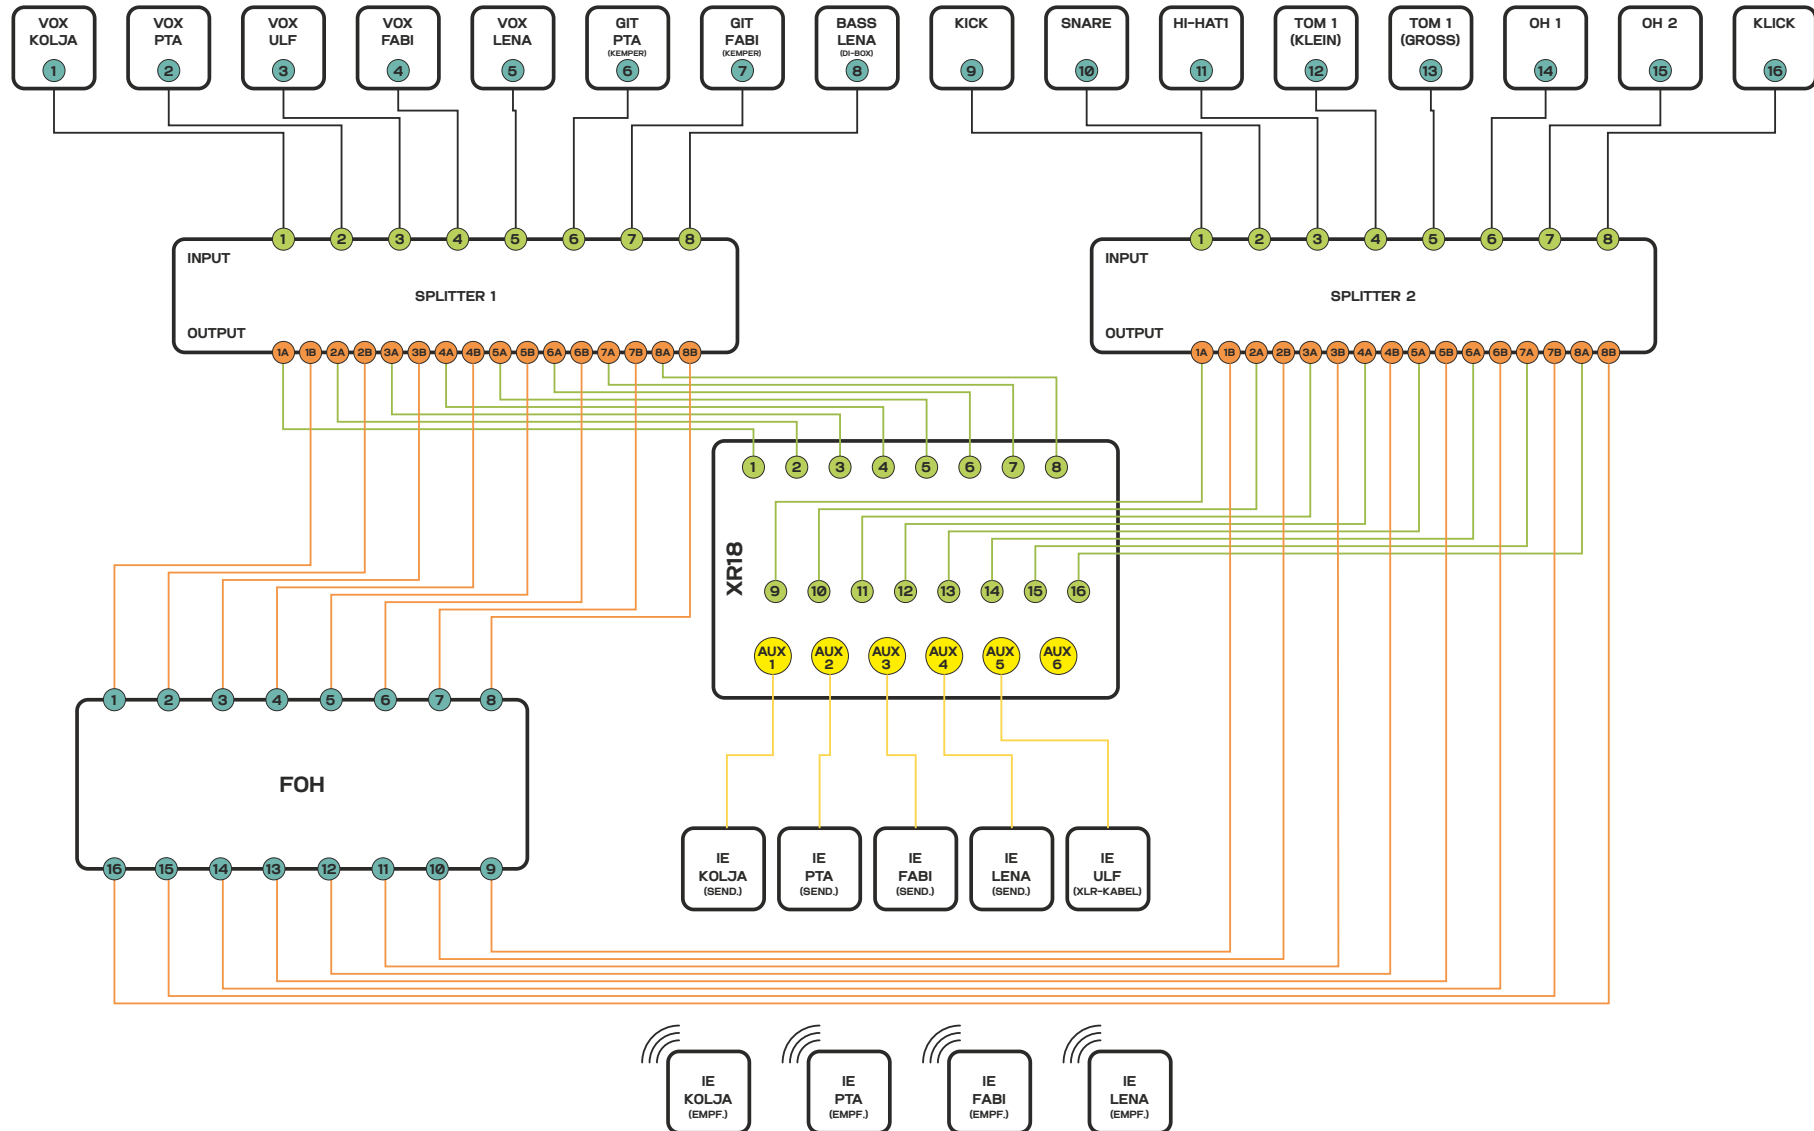 VOX
KOLJA
1
VOX
PTA
2
VOX
ULF
3
VOX
FABI
4
VOX
LENA
5
GIT
PTA
(KEMPER)
6
GIT
FABI
(KEMPER)
7
BASS
LENA
(DI-BOX)
8
KICK
9
SNARE
10
HI-HAT1
11
TOM 1
(KLEIN)
12
TOM 1
(GROSS)
13
OH 1
14
OH 2
15
KLICK
16
1 2 3 4 5 6 7 8
INPUT
SPLITTER 1
OUTPUT
1A 1B 2A 2B 3A 3B 4A 4B 5A 5B 6A 6B 7A 7B 8A 8B
1 2 3 4 5 6 7 8
INPUT
SPLITTER 2
OUTPUT
1A 1B 2A 2B 3A 3B 4A 4B 5A 5B 6A 6B 7A 7B 8A 8B
1 2 3 4 5 6 7 8
XR18
9 10 11 12 13 14 15 16
AUX
1
AUX
2
AUX
3
AUX
4
AUX
5
AUX
6
1 2 3 4 5 6 7 8
FOH
16 15 14 13 12 11 10 9
IE
KOLJA
(SEND.)
IE
PTA
(SEND.)
IE
FABI
(SEND.)
IE
LENA
(SEND.)
IE
ULF
(XLR-KABEL)
IE
KOLJA
(EMPF.)
IE
PTA
(EMPF.)
IE
FABI
(EMPF.)
IE
LENA
(EMPF.)